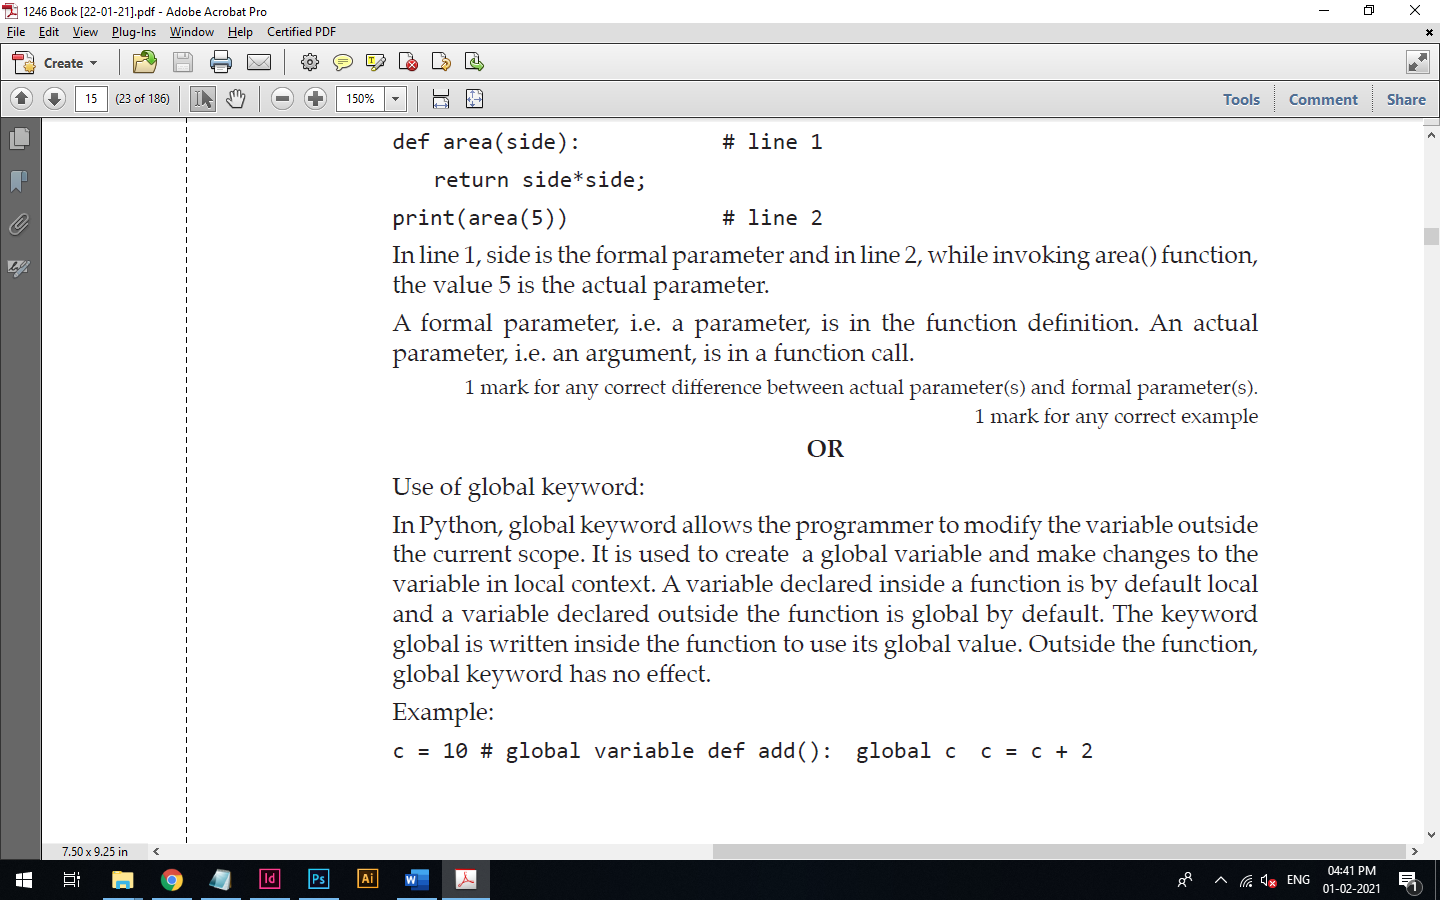 1246 Book [22-01-21].pdf - Adobe Acrobat Pro
File Edit View Plug-Ins Window Help Certified PDF
Create
15 (23 of 186) 150% Tools Comment Share
def area(side): # line 1
return side*side;
print(area(5)) # line 2
In line 1, side is the formal parameter and in line 2, while invoking area() function,
the value 5 is the actual parameter.
A formal parameter, i.e. a parameter, is in the function definition. An actual
parameter, i.e. an argument, is in a function call.
1 mark for any correct difference between actual parameter(s) and formal parameter(s).
1 mark for any correct example
OR
Use of global keyword:
In Python, global keyword allows the programmer to modify the variable outside
the current scope. It is used to create a global variable and make changes to the
variable in local context. A variable declared inside a function is by default local
and a variable declared outside the function is global by default. The keyword
global is written inside the function to use its global value. Outside the function,
global keyword has no effect.
Example:
c = 10 # global variable def add(): global c c = c + 2
7.50 x 9.25 in
Id Ps Ai W ENG 04:41 PM
01-02-2021
1